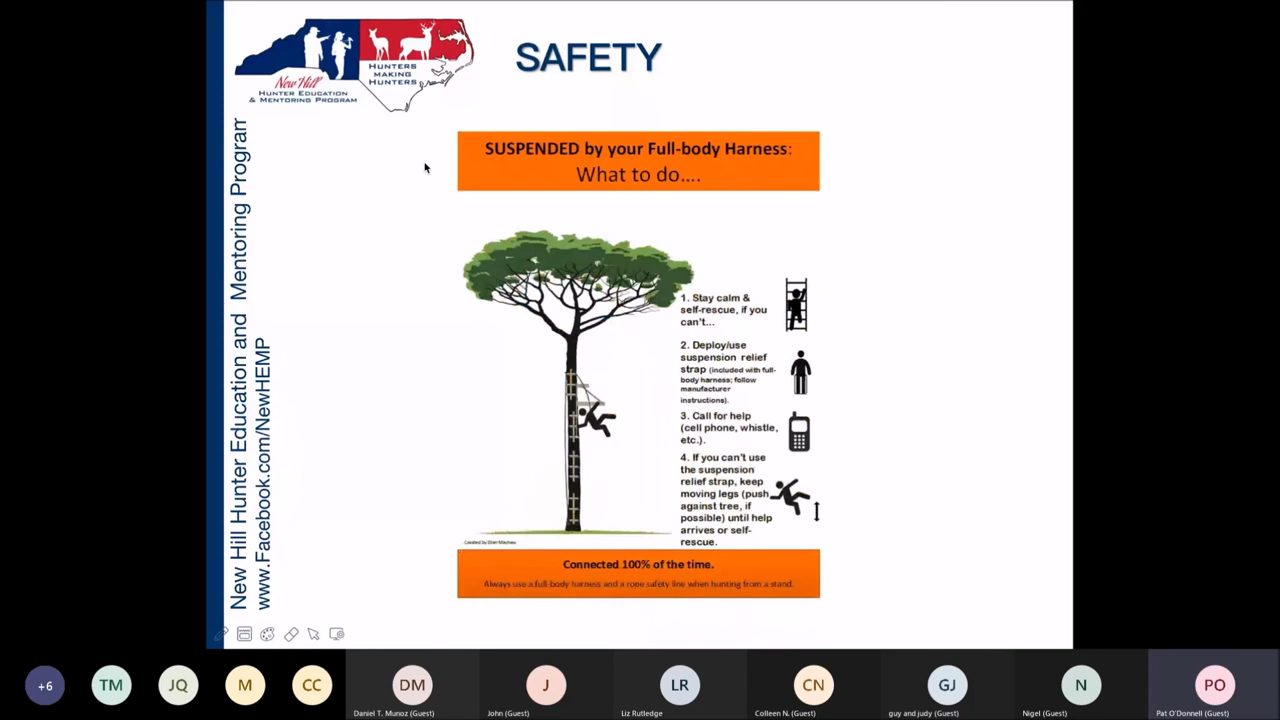 SAFETY
New Hill
HUNTER EDUCATION
& MENTORING PROGRAM
HUNTERS
MAKING
HUNTERS
New Hill Hunter Education and Mentoring Program
www.Facebook.com/NewHEMP
SUSPENDED by your Full-body Harness:
What to do....
1. Stay calm &
self-rescue, if you
can't...
2. Deploy/use
suspension relief
strap (included with full-
body harness; follow
manufacturer
instructions).
3. Call for help
(cell phone, whistle,
etc.).
4. If you can't use
the suspension
relief strap, keep
moving legs (push
against tree, if
possible) until help
arrives or self-
rescue.
Created by
Connected 100% of the time.
Always use a full-body harness and a rope safety line when hunting from a stand.
+6
TM
JQ
M
CC
DM
J
LR
CN
GJ
N
PO
Daniel T. Munoz (Guest)
John (Guest)
Liz Rutledge
Colleen N. (Guest)
guy and judy (Guest)
Nigel (Guest)
Pat O'Donnell (Guest)